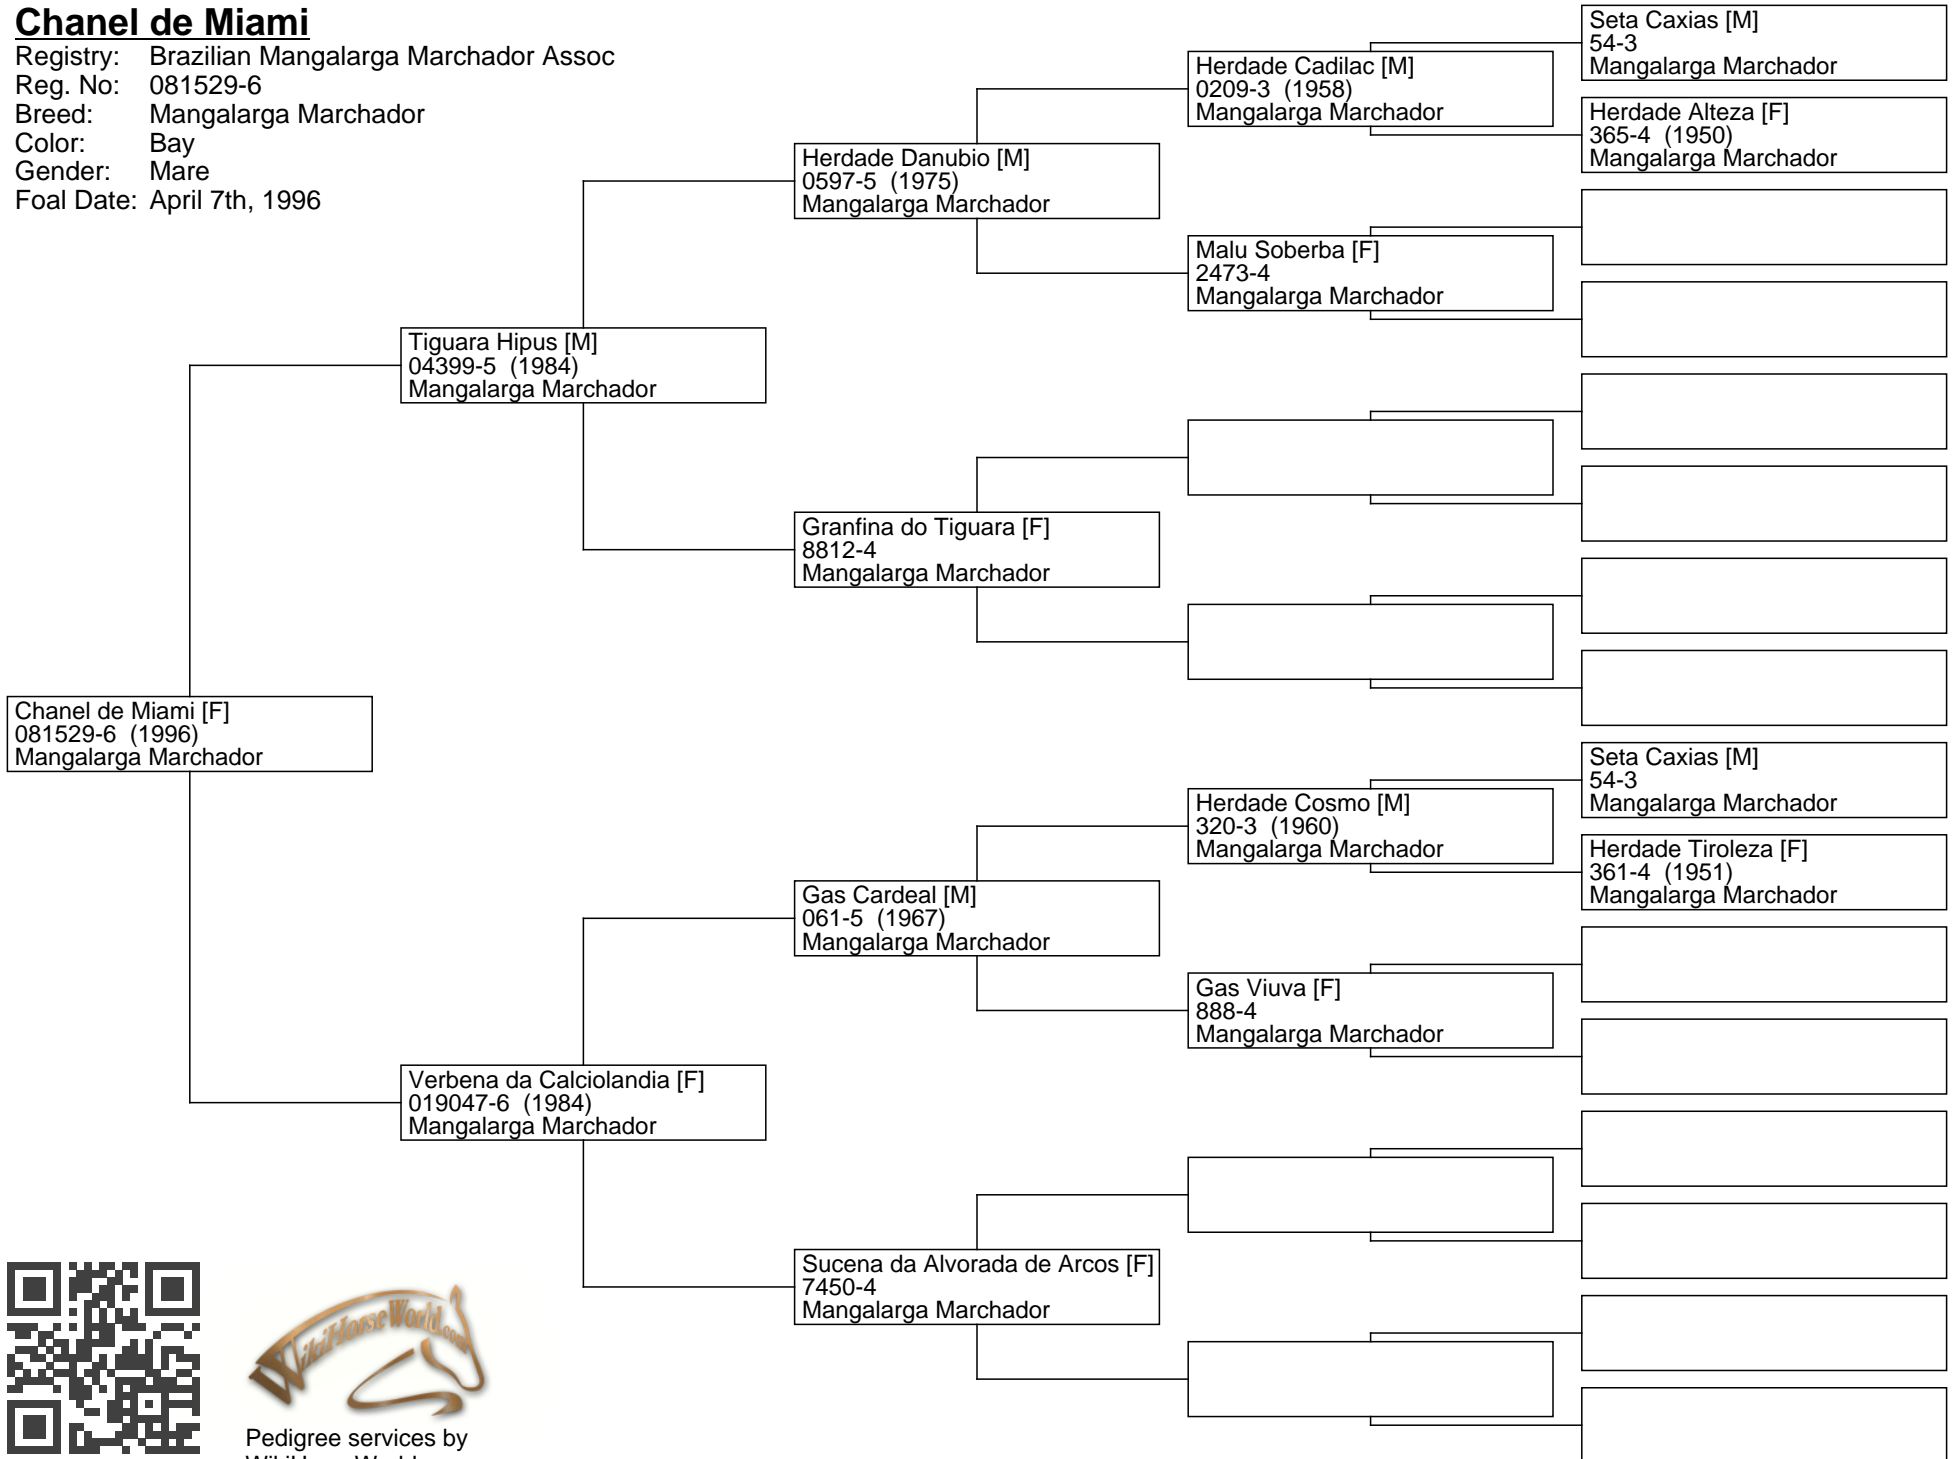 Chanel de Miami
Registry: Brazilian Mangalarga Marchador Assoc
Reg. No: 081529-6
Breed: Mangalarga Marchador
Color: Bay
Gender: Mare
Foal Date: April 7th, 1996
Chanel de Miami [F]
081529-6 (1996)
Mangalarga Marchador
Tiguara Hipus [M]
04399-5 (1984)
Mangalarga Marchador
Verbena da Calciolandia [F]
019047-6 (1984)
Mangalarga Marchador
Herdade Danubio [M]
0597-5 (1975)
Mangalarga Marchador
Granfina do Tiguara [F]
8812-4
Mangalarga Marchador
Gas Cardeal [M]
061-5 (1967)
Mangalarga Marchador
Sucena da Alvorada de Arcos [F]
7450-4
Mangalarga Marchador
Herdade Cadilac [M]
0209-3 (1958)
Mangalarga Marchador
Malu Soberba [F]
2473-4
Mangalarga Marchador
Herdade Cosmo [M]
320-3 (1960)
Mangalarga Marchador
Gas Viuva [F]
888-4
Mangalarga Marchador
Seta Caxias [M]
54-3
Mangalarga Marchador
Herdade Alteza [F]
365-4 (1950)
Mangalarga Marchador
Seta Caxias [M]
54-3
Mangalarga Marchador
Herdade Tiroleza [F]
361-4 (1951)
Mangalarga Marchador
WikiHorseWorld.com
Pedigree services by